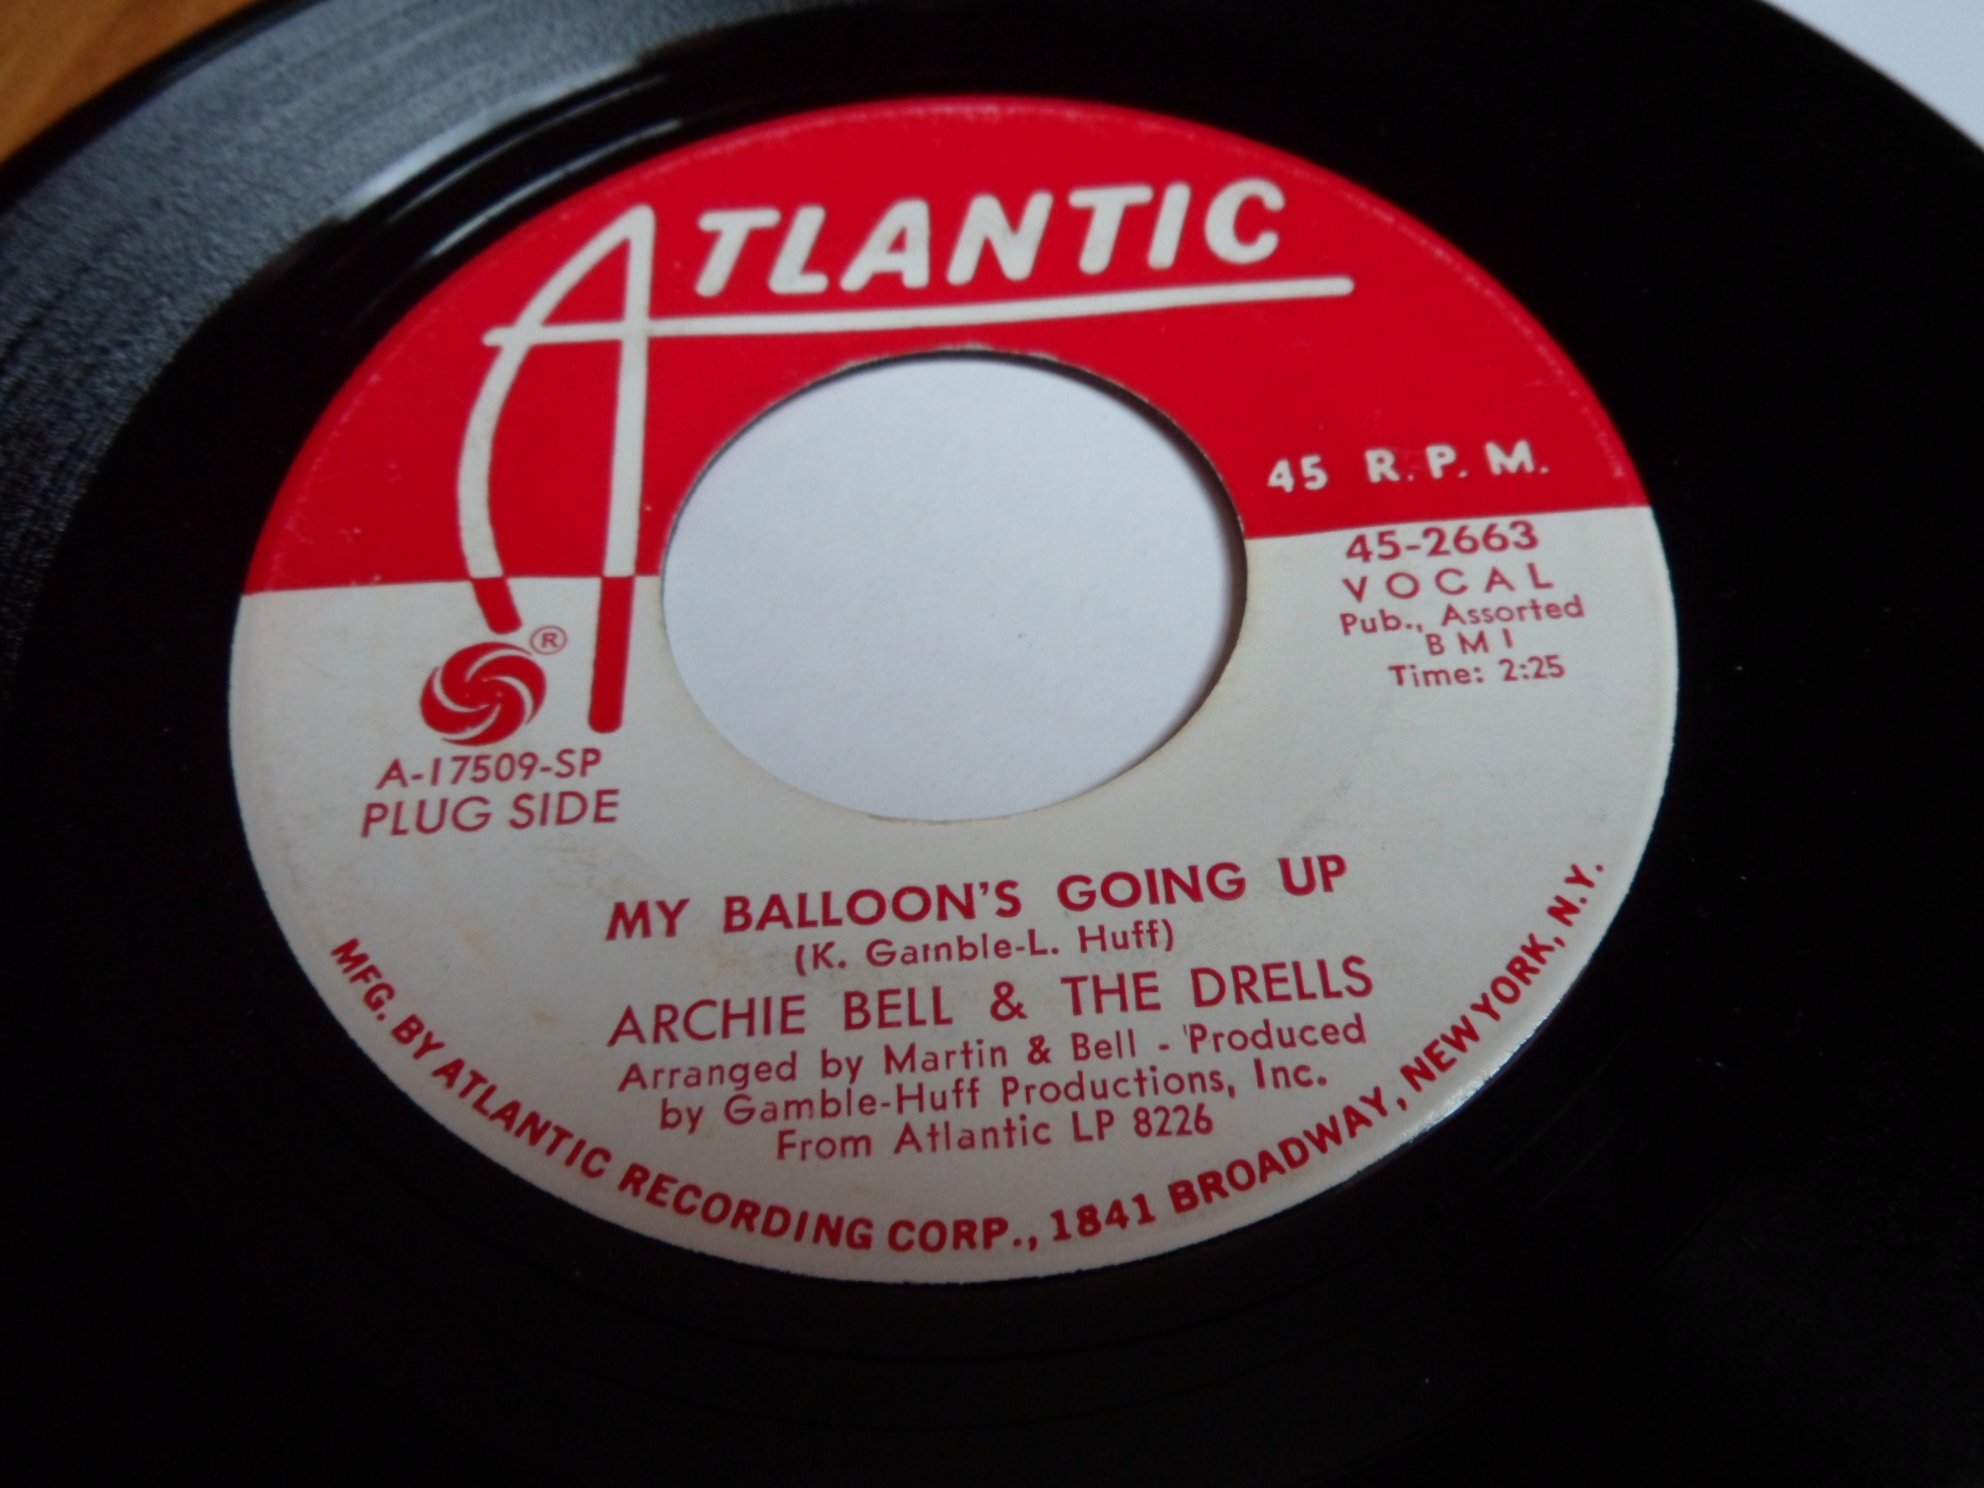 ATLANTIC
45 R.P.M.
45-2663
VOCAL
Pub., Assorted
BMI
Time: 2:25
®
A-17509-SP
PLUG SIDE
MY BALLOON'S GOING UP
(K. Gamble-L. Huff)
ARCHIE BELL & THE DRELLS
Arranged by Martin & Bell - 'Produced
by Gamble-Huff Productions, Inc.
From Atlantic LP 8226
MFG. BY ATLANTIC RECORDING CORP., 1841 BROADWAY, NEW YORK, N.Y.